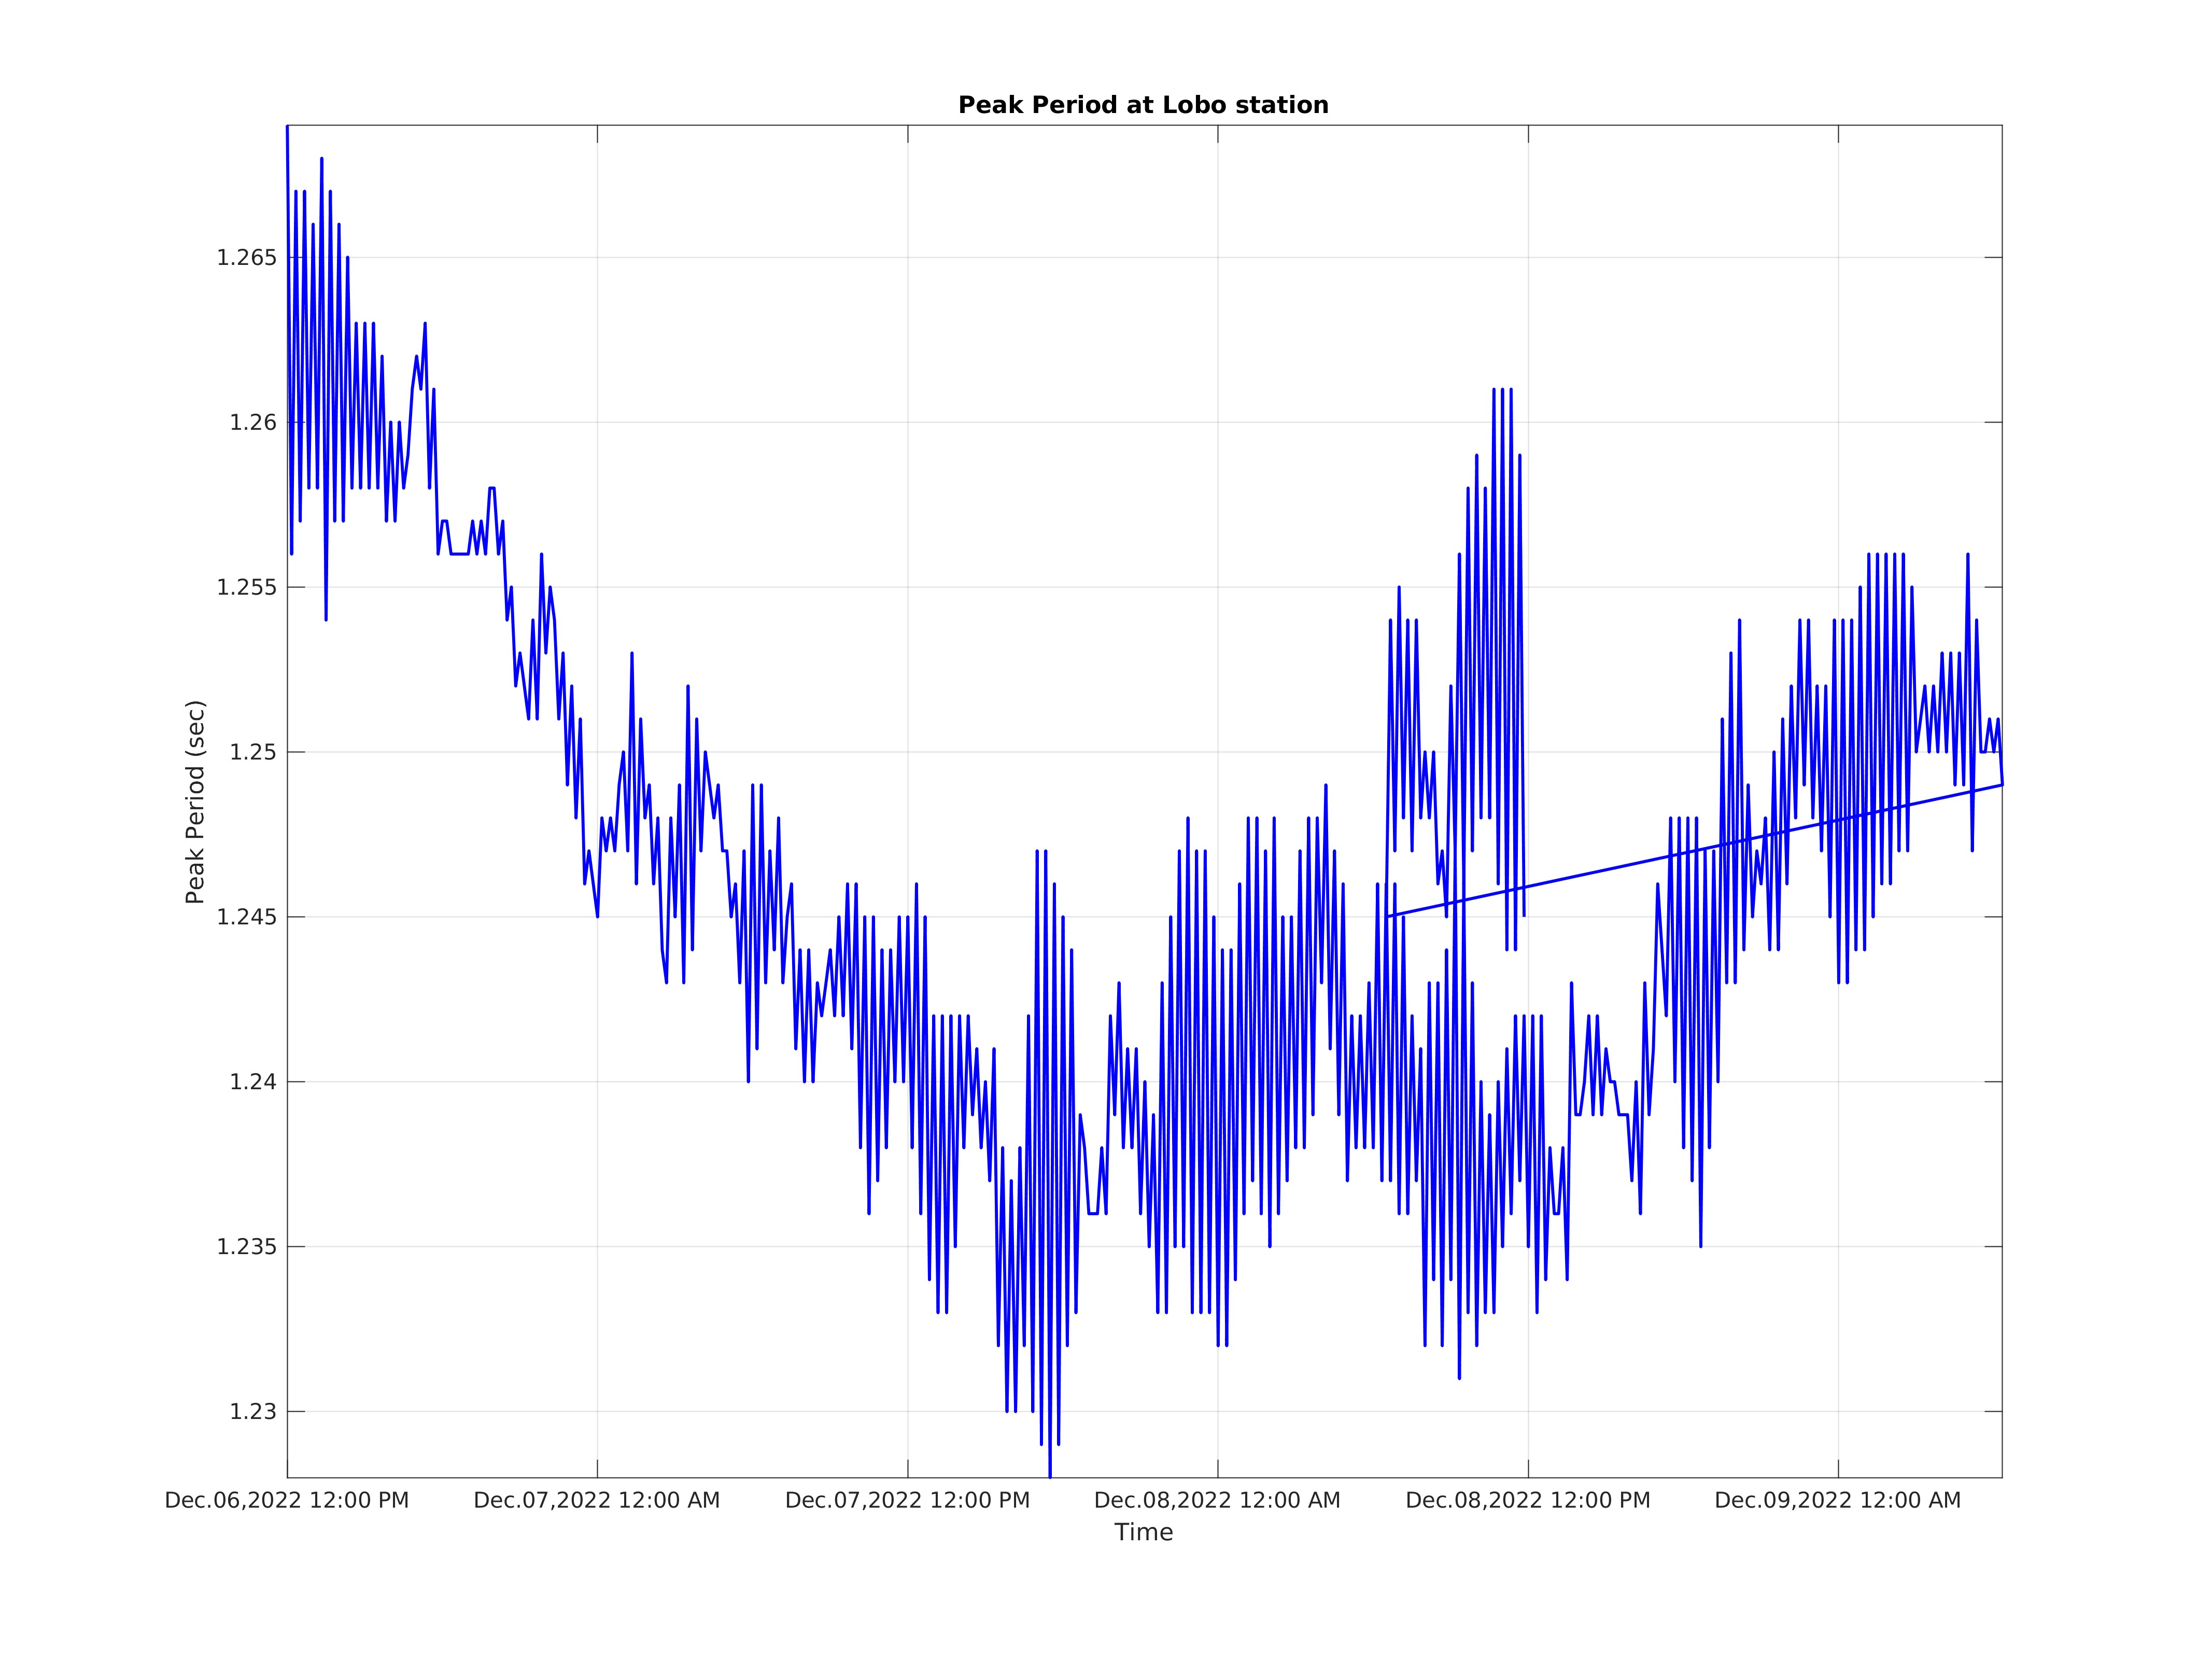 Peak Period at Lobo station
Peak Period (sec)
1.265
1.26
1.255
1.25
1.245
1.24
1.235
1.23
Dec.06,2022 12:00 PM
Dec.07,2022 12:00 AM
Dec.07,2022 12:00 PM
Dec.08,2022 12:00 AM
Dec.08,2022 12:00 PM
Dec.09,2022 12:00 AM
Time